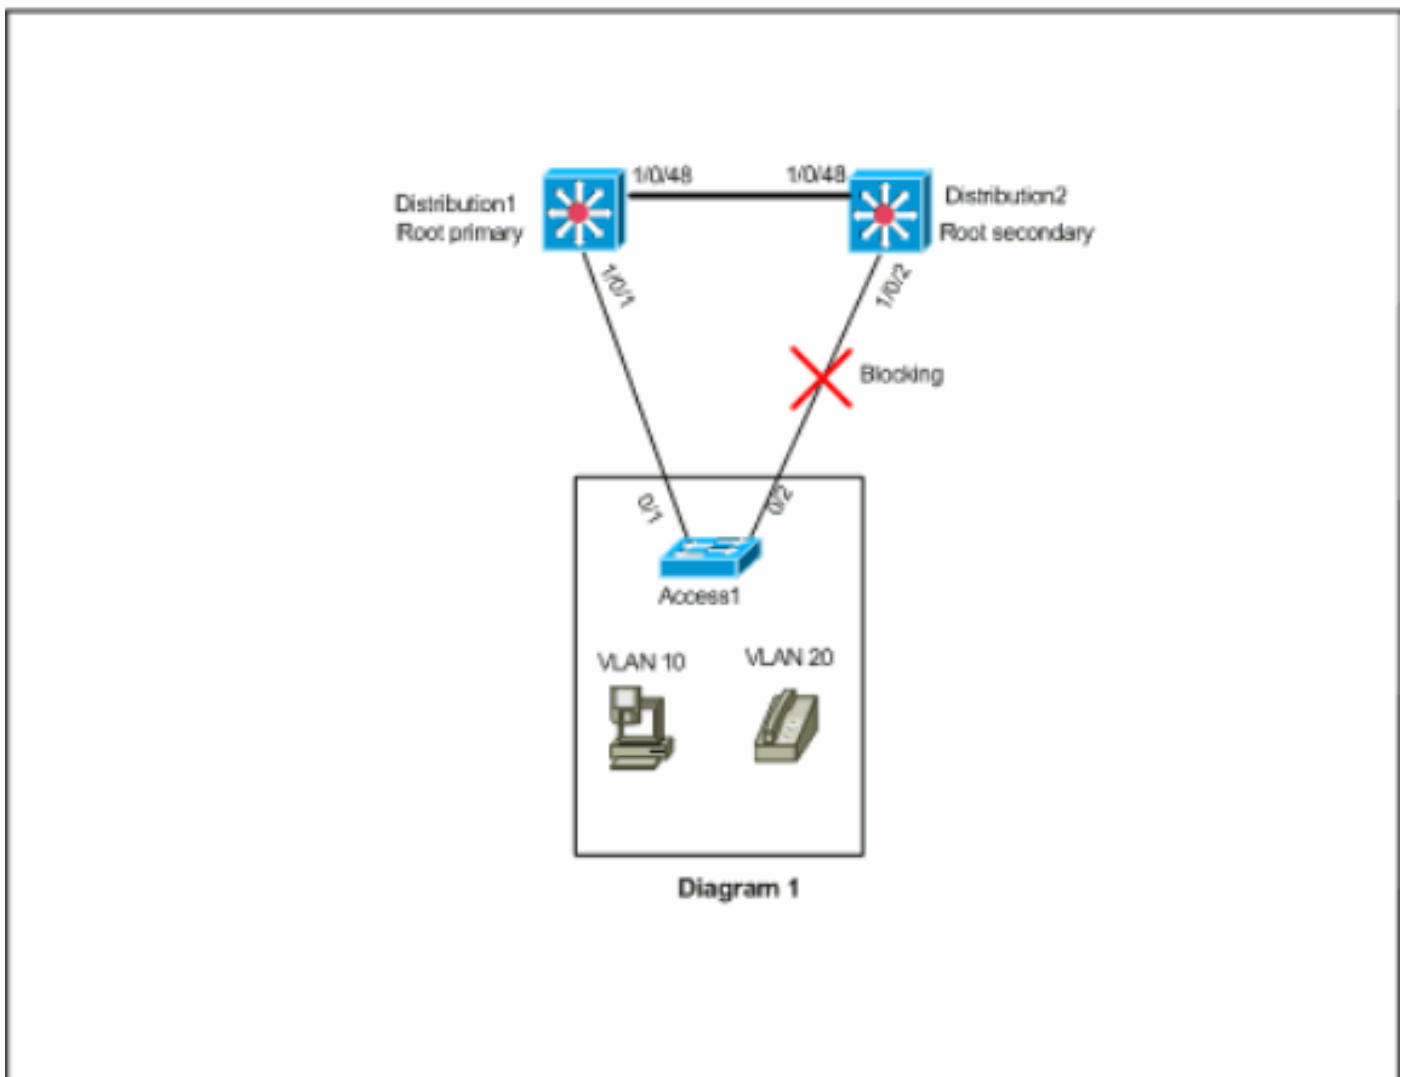 1/0/48
1/0/48
Distribution1
Root primary
Distribution2
Root secondary
1/0/1
1/0/2
Blocking
0/1
0/2
Access1
VLAN 10
VLAN 20
Diagram 1